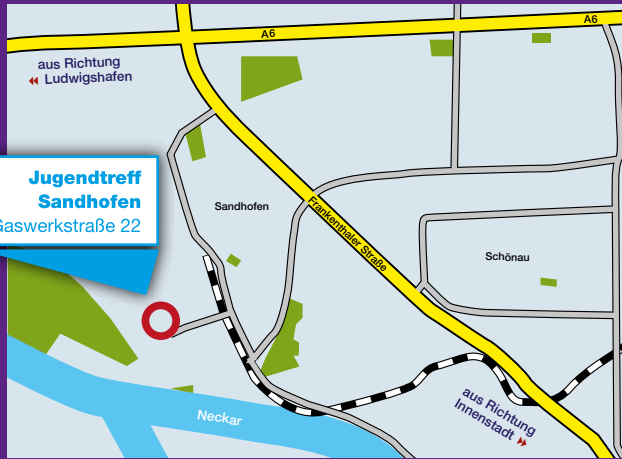 A6
A6
aus Richtung
Ludwigshafen
Jugendtreff
Sandhofen
Gaswerkstraße 22
Sandhofen
Frankenthaler Straße
Schönau
aus Richtung
Innenstadt
Neckar